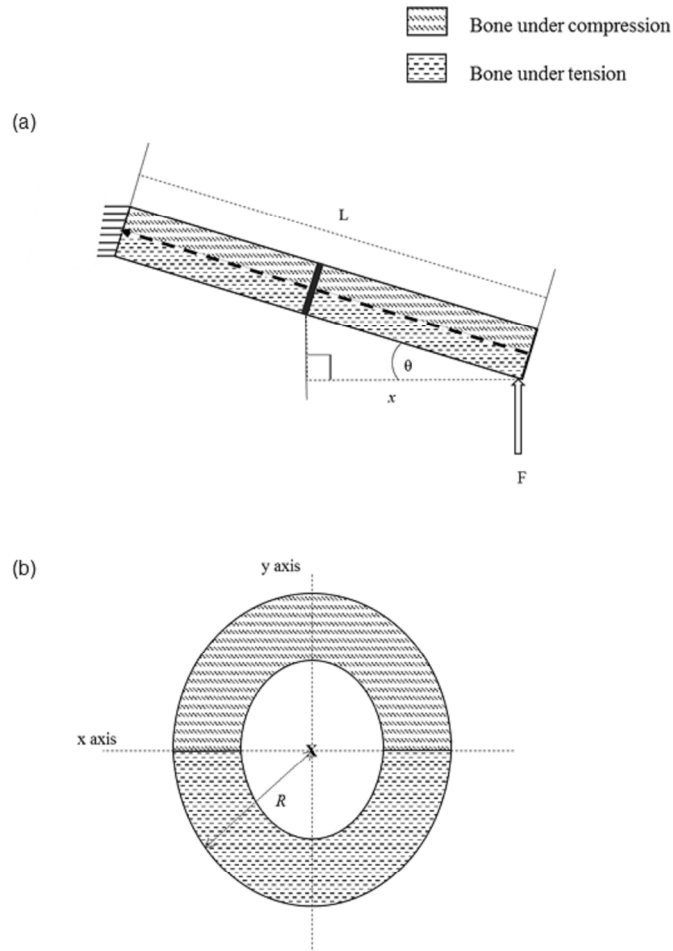 Bone under compression
Bone under tension
(a)
L
θ
x
F
(b)
y axis
x axis
X
R